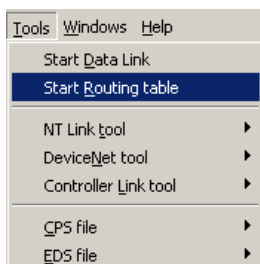 Tools Windows Help
Start Data Link
Start Routing table
NT Link tool
DeviceNet tool
Controller Link tool
CPS file
EDS file